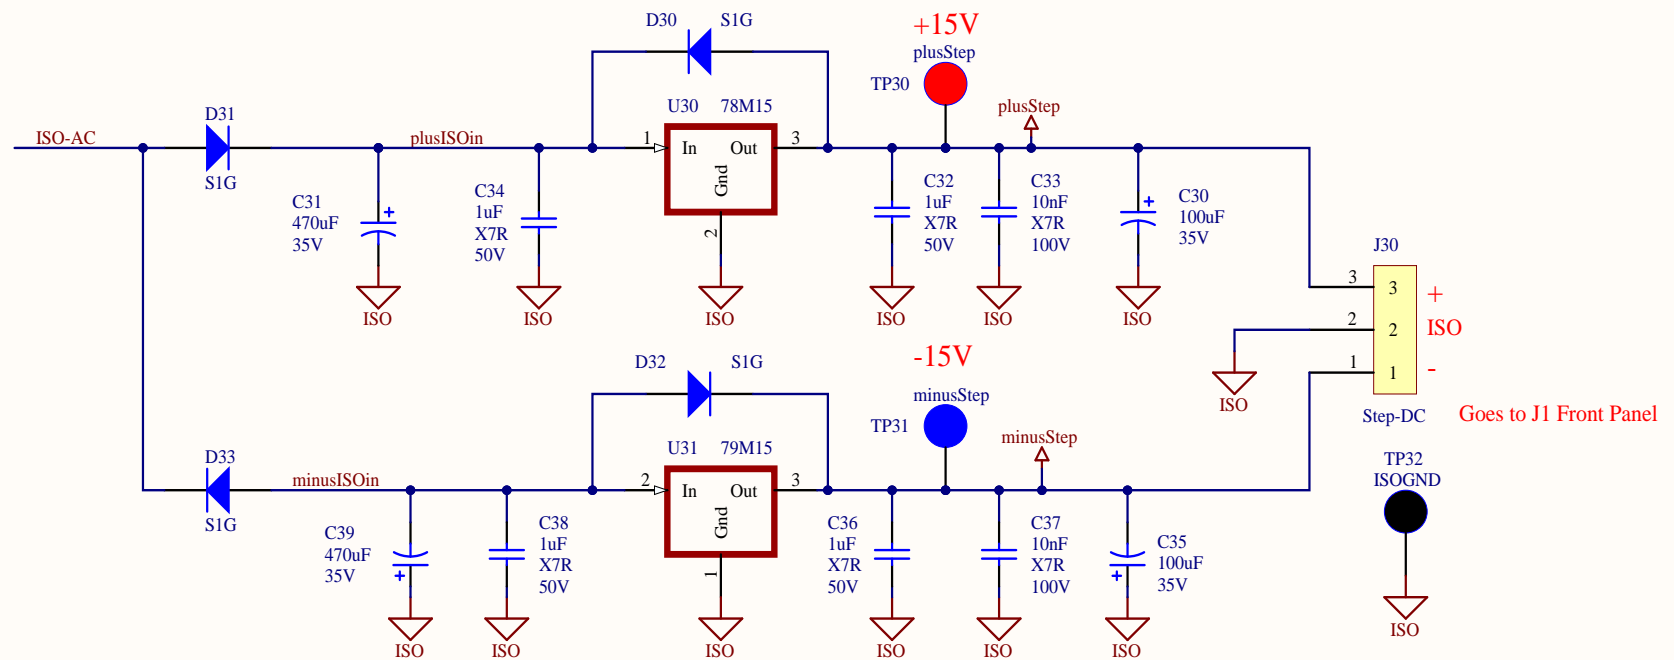 +15V
plusStep
TP30
D30 S1G
U30 78M15
1 In Out 3
Gnd
2
ISO
ISO-AC
D31
S1G
plusISOin
C31
470uF
35V
ISO
C34
1uF
X7R
50V
ISO
plusStep
C32
1uF
X7R
50V
ISO
C33
10nF
X7R
100V
ISO
C30
100uF
35V
ISO
J30
3 3 +
2 2 ISO
1 1 -
ISO
Step-DC
Goes to J1 Front Panel
-15V
minusStep
TP31
D32 S1G
U31 79M15
2 In Out 3
Gnd
1
ISO
D33
S1G
minusISOin
C39
470uF
35V
ISO
C38
1uF
X7R
50V
ISO
minusStep
C36
1uF
X7R
50V
ISO
C37
10nF
X7R
100V
ISO
C35
100uF
35V
ISO
TP32
ISOGND
ISO